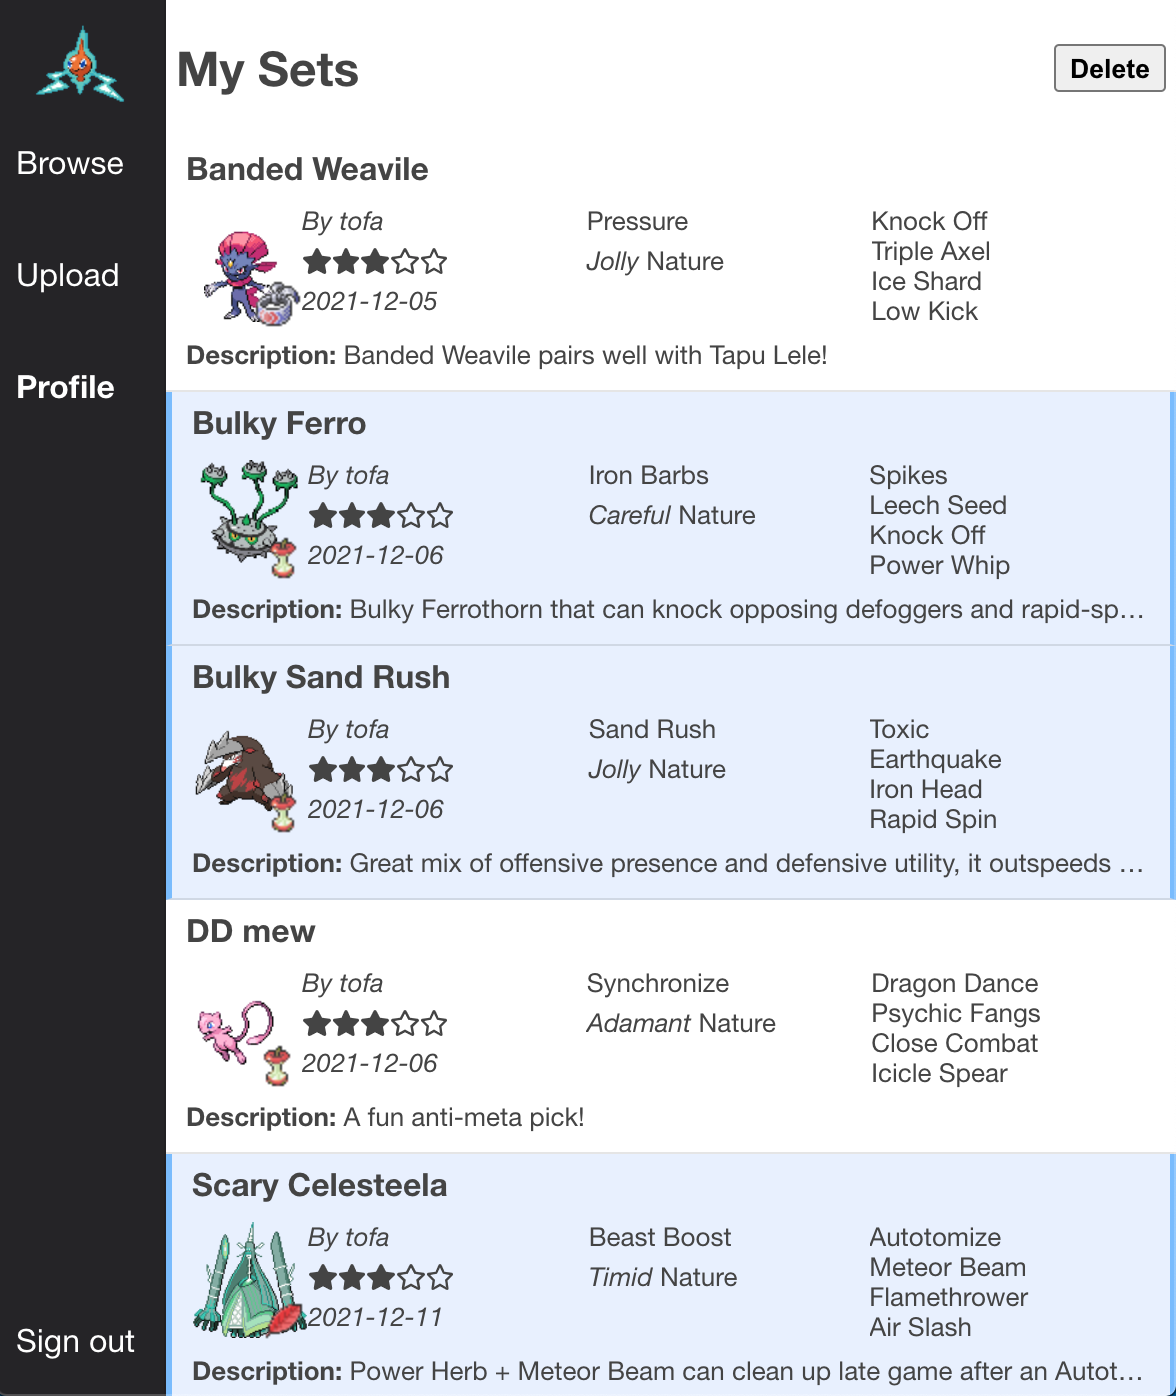 Browse
Upload
Profile
Sign out
My Sets
Delete
Banded Weavile
By tofa
2021-12-05
Pressure
Jolly Nature
Knock Off
Triple Axel
Ice Shard
Low Kick
Description: Banded Weavile pairs well with Tapu Lele!
Bulky Ferro
By tofa
2021-12-06
Iron Barbs
Careful Nature
Spikes
Leech Seed
Knock Off
Power Whip
Description: Bulky Ferrothorn that can knock opposing defoggers and rapid-sp…
Bulky Sand Rush
By tofa
2021-12-06
Sand Rush
Jolly Nature
Toxic
Earthquake
Iron Head
Rapid Spin
Description: Great mix of offensive presence and defensive utility, it outspeeds …
DD mew
By tofa
2021-12-06
Synchronize
Adamant Nature
Dragon Dance
Psychic Fangs
Close Combat
Icicle Spear
Description: A fun anti-meta pick!
Scary Celesteela
By tofa
2021-12-11
Beast Boost
Timid Nature
Autotomize
Meteor Beam
Flamethrower
Air Slash
Description: Power Herb + Meteor Beam can clean up late game after an Autot…